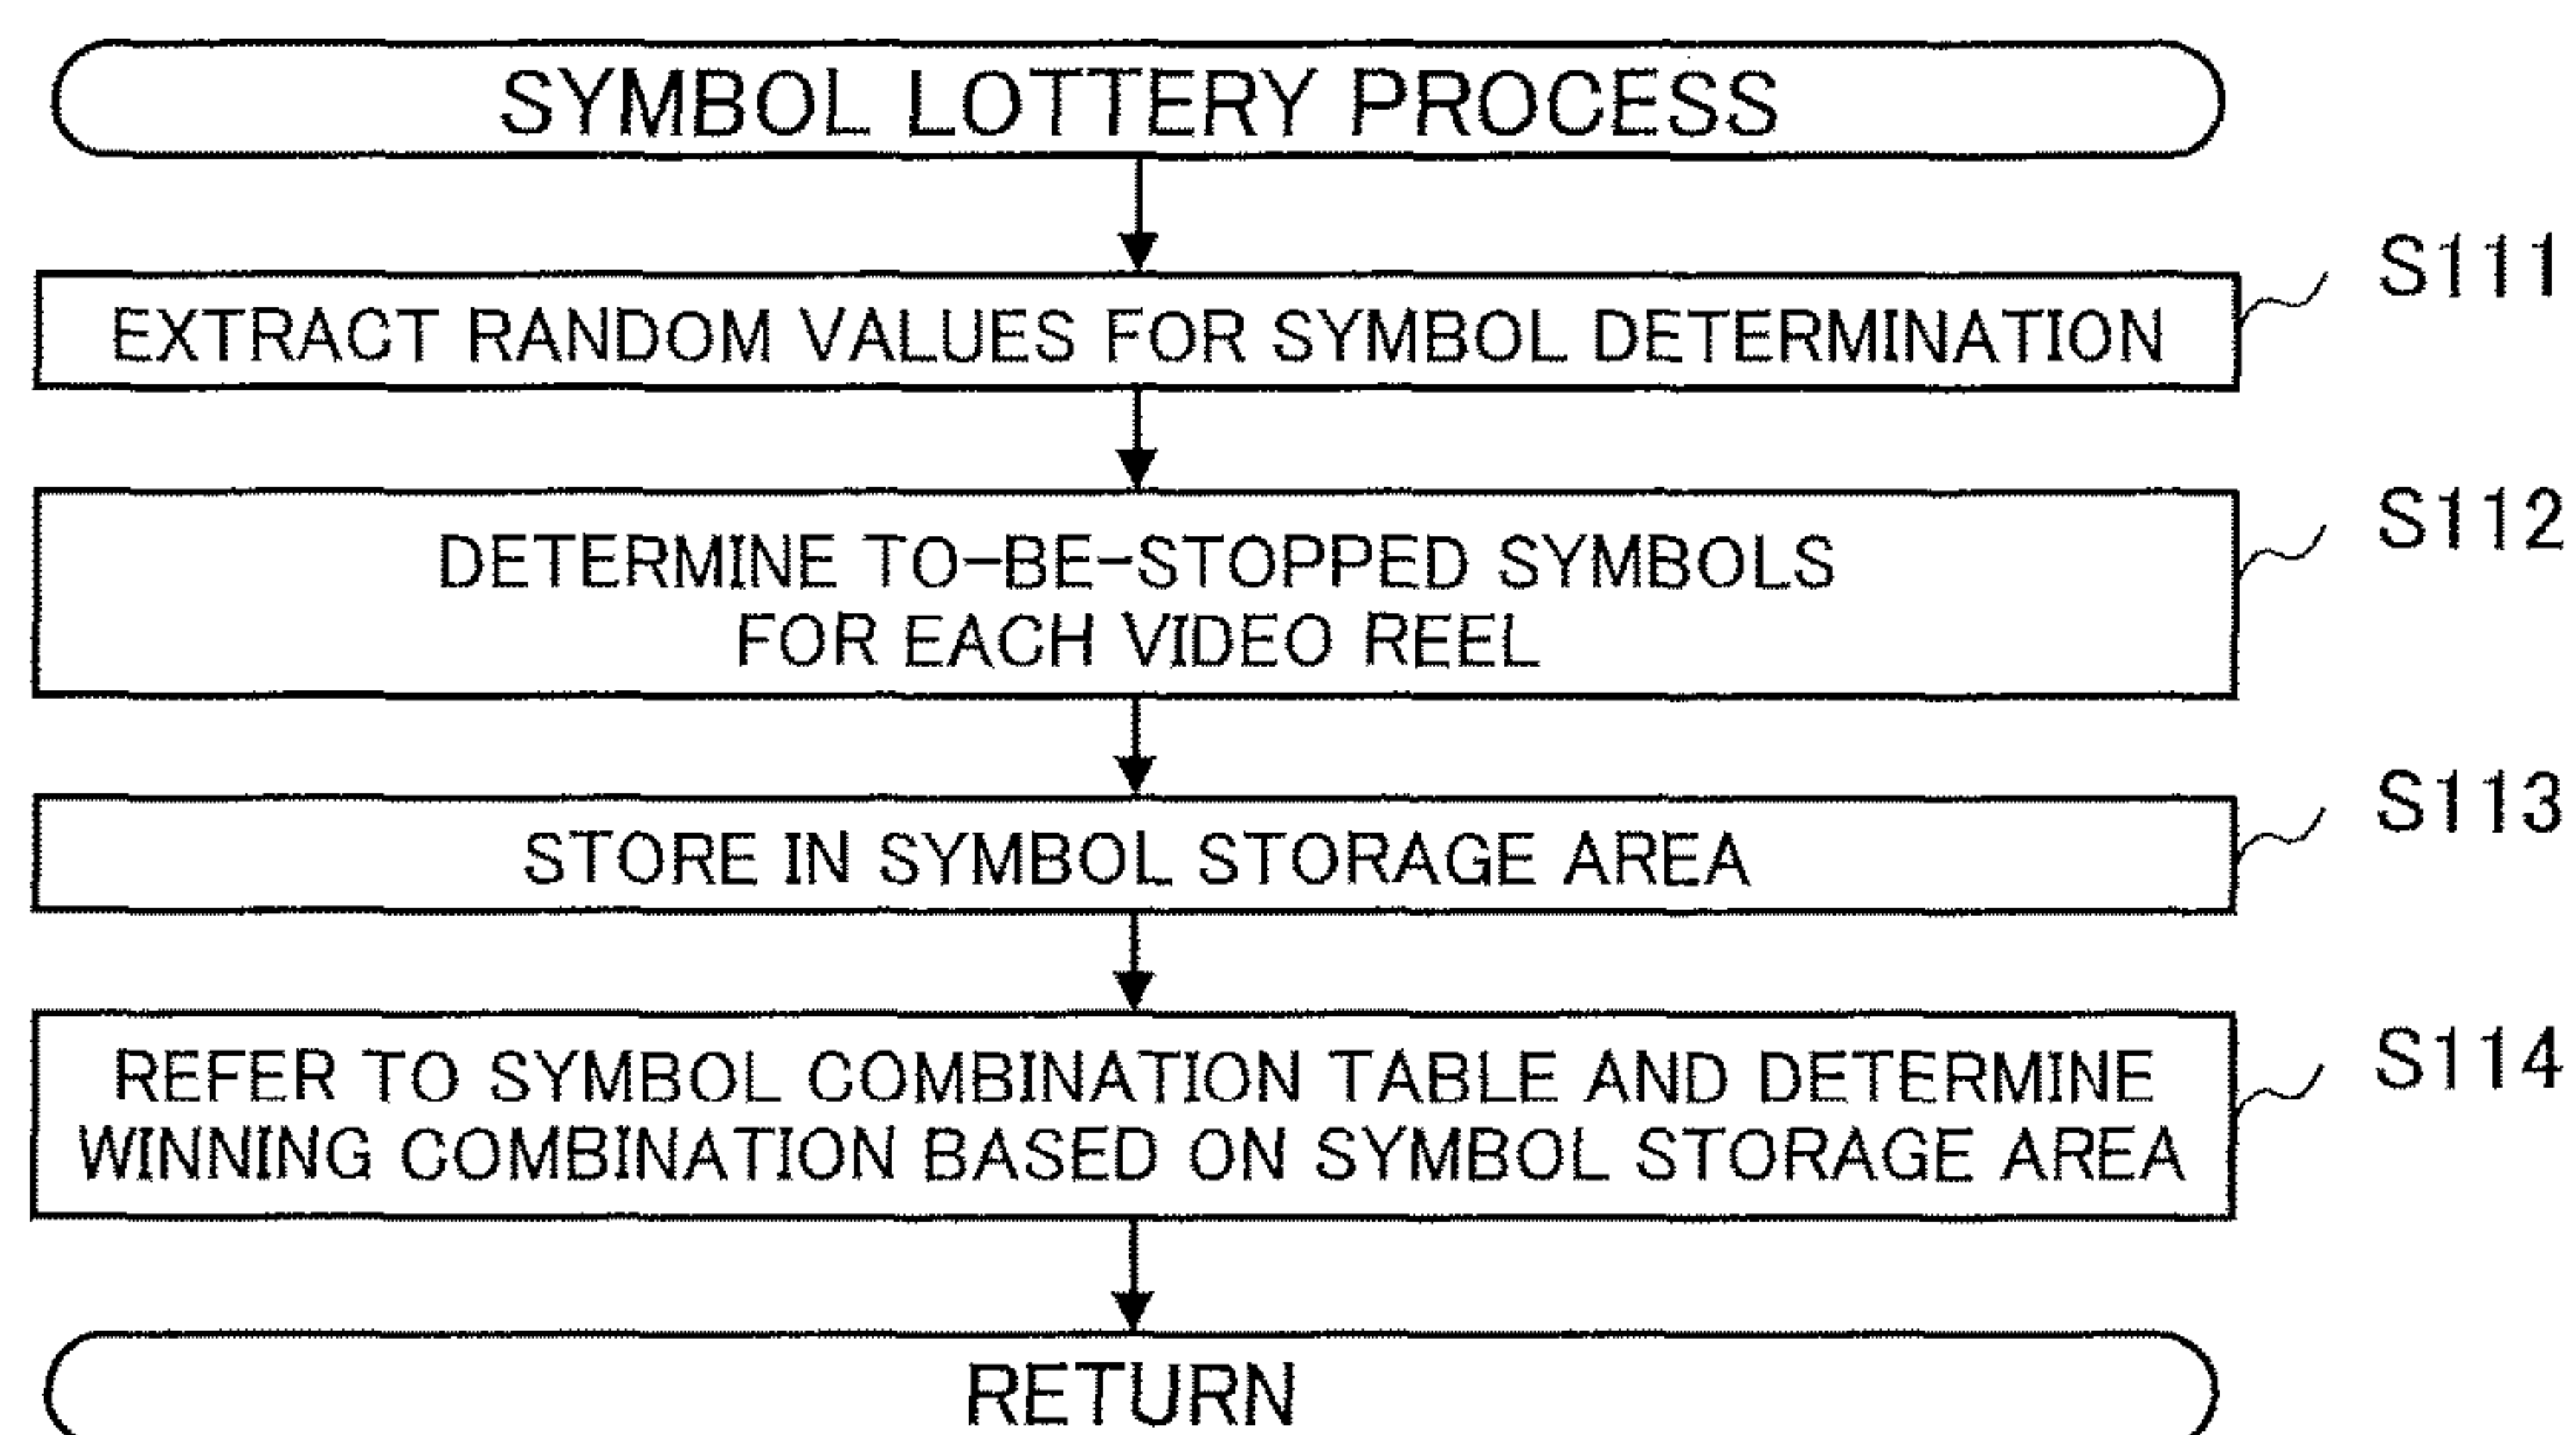 SYMBOL LOTTERY PROCESS
S111
EXTRACT RANDOM VALUES FOR SYMBOL DETERMINATION
S112
DETERMINE TO-BE-STOPPED SYMBOLS
FOR EACH VIDEO REEL
S113
STORE IN SYMBOL STORAGE AREA
S114
REFER TO SYMBOL COMBINATION TABLE AND DETERMINE
WINNING COMBINATION BASED ON SYMBOL STORAGE AREA
RETURN